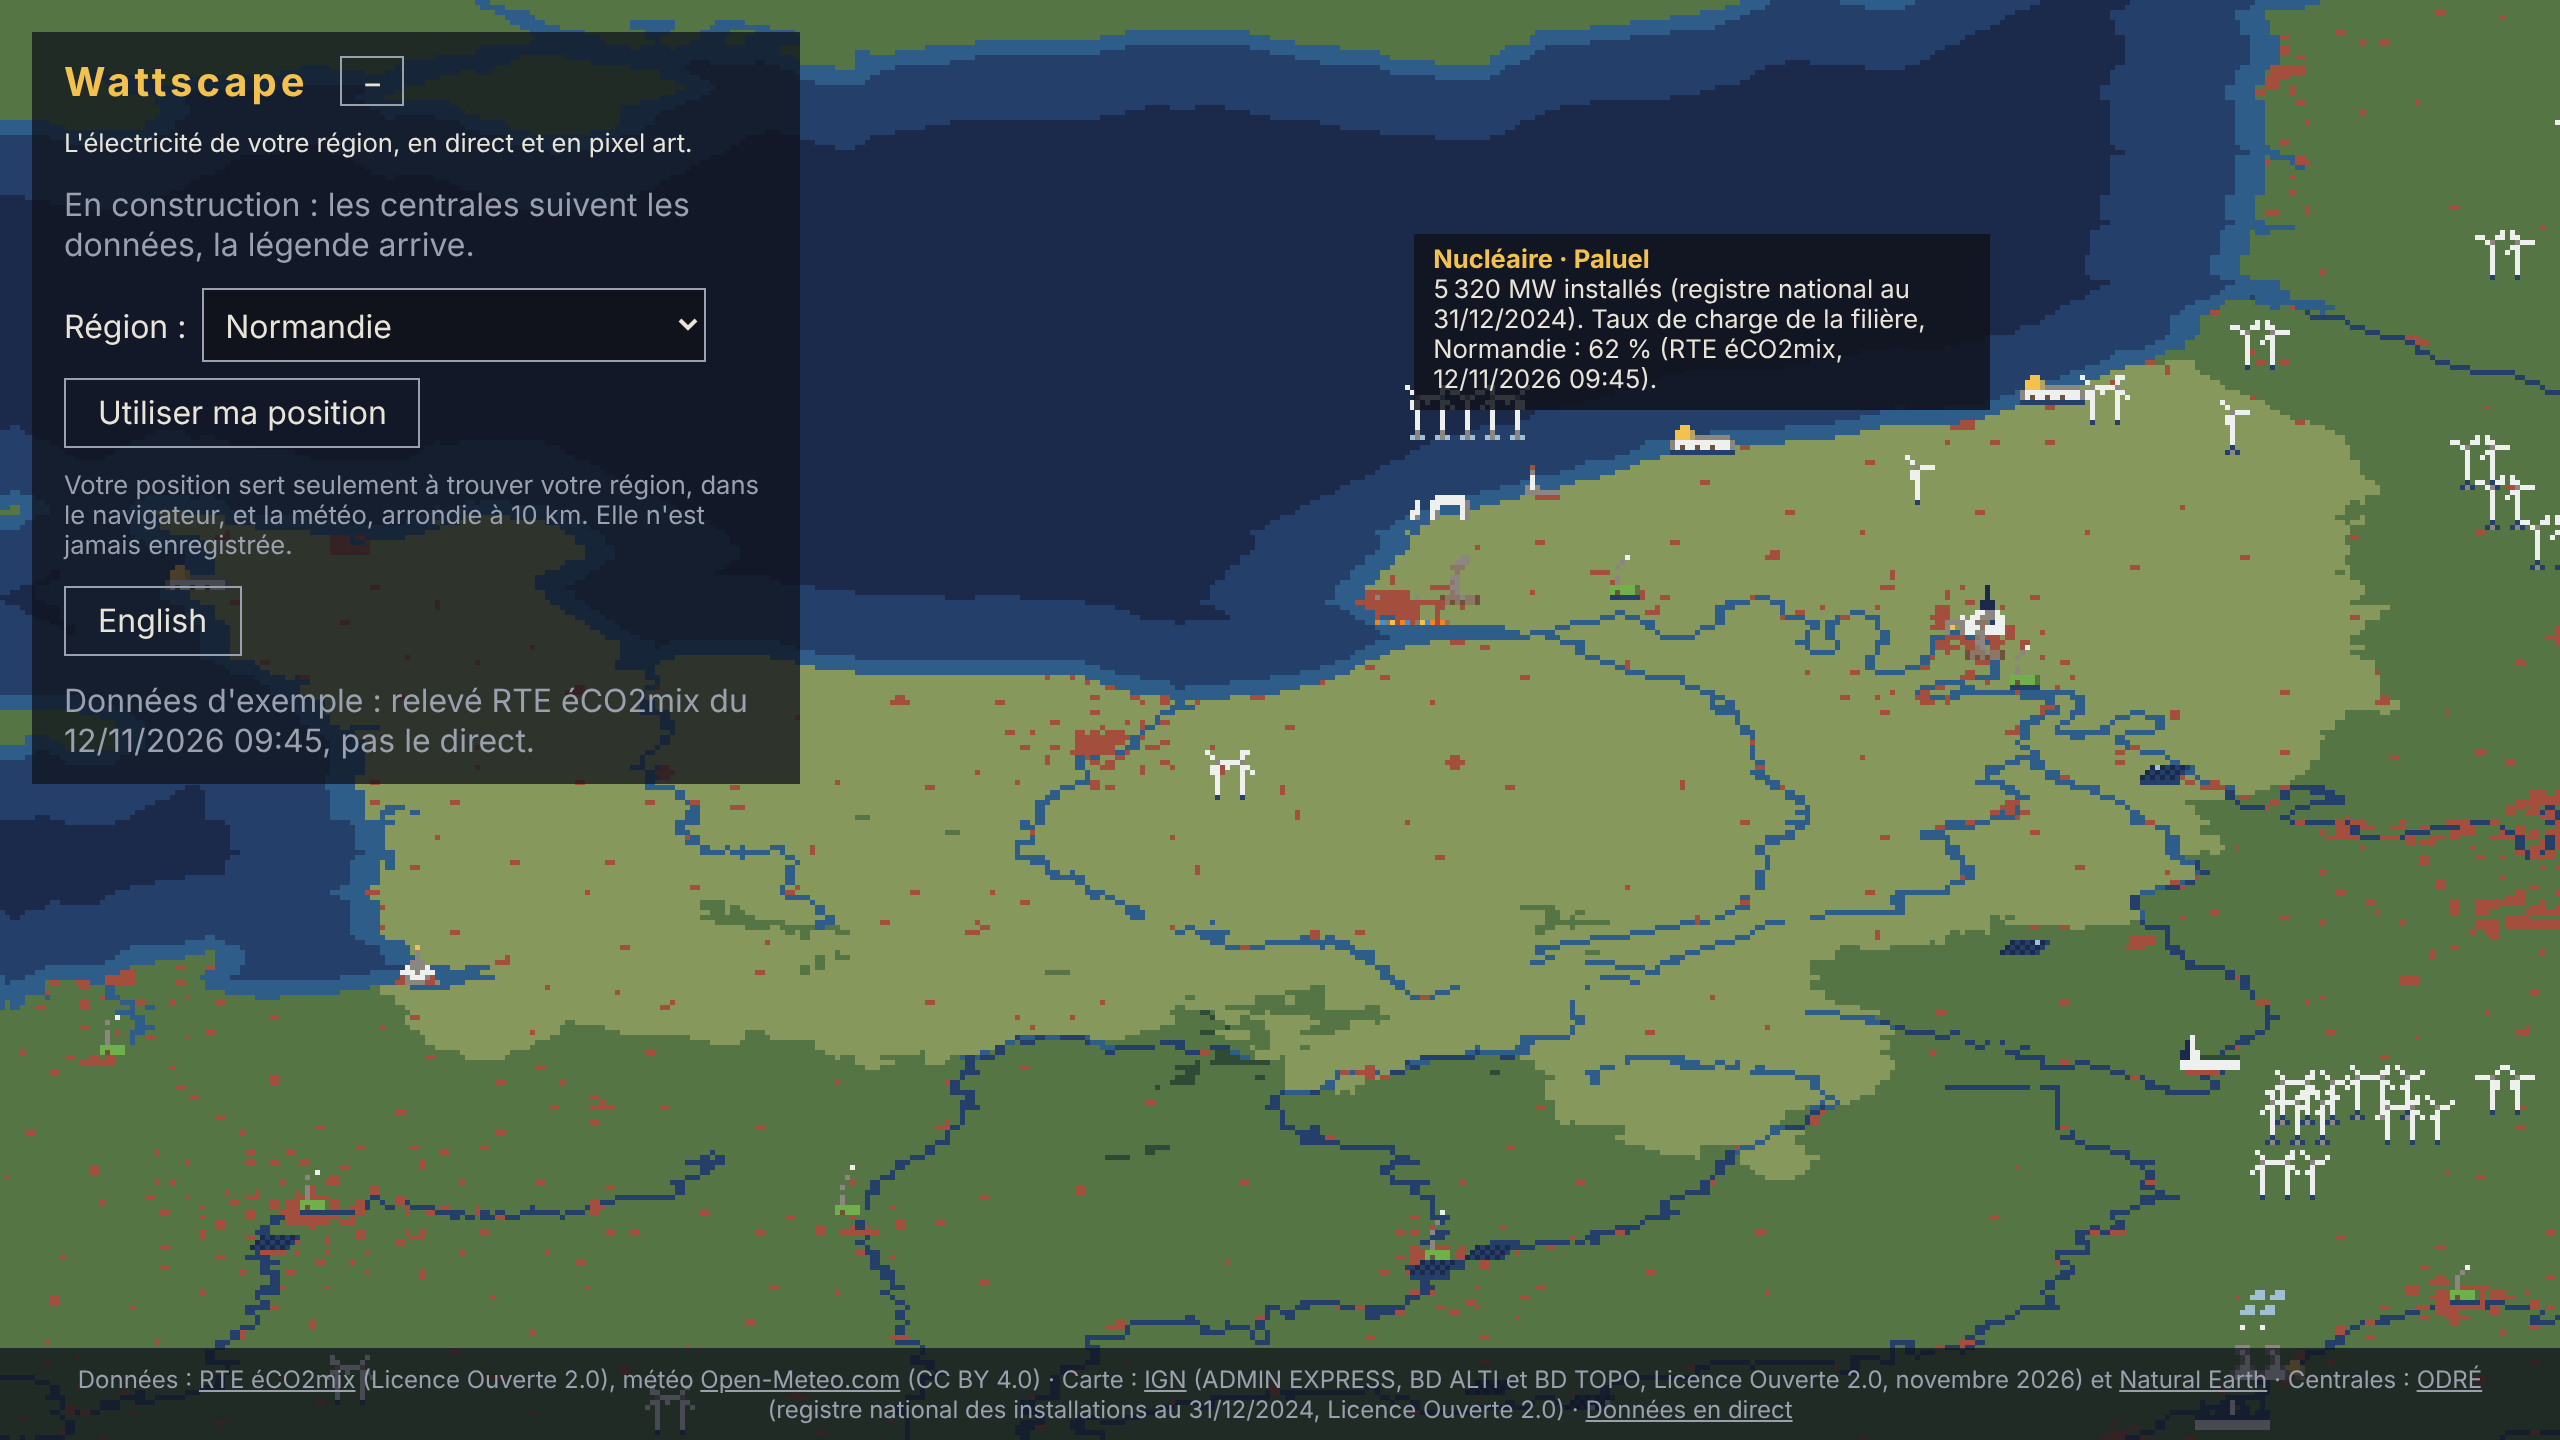 Wattscape –
L'électricité de votre région, en direct et en pixel art.
En construction : les centrales suivent les
données, la légende arrive.
Région : Normandie
Utiliser ma position
Votre position sert seulement à trouver votre région, dans
le navigateur, et la météo, arrondie à 10 km. Elle n'est
jamais enregistrée.
English
Données d'exemple : relevé RTE éCO2mix du
12/11/2026 09:45, pas le direct.
Nucléaire · Paluel
5 320 MW installés (registre national au
31/12/2024). Taux de charge de la filière,
Normandie : 62 % (RTE éCO2mix,
12/11/2026 09:45).
Données : RTE éCO2mix (Licence Ouverte 2.0), météo Open-Meteo.com (CC BY 4.0) · Carte : IGN (ADMIN EXPRESS, BD ALTI et BD TOPO, Licence Ouverte 2.0, novembre 2026) et Natural Earth · Centrales : ODRÉ
(registre national des installations au 31/12/2024, Licence Ouverte 2.0) · Données en direct